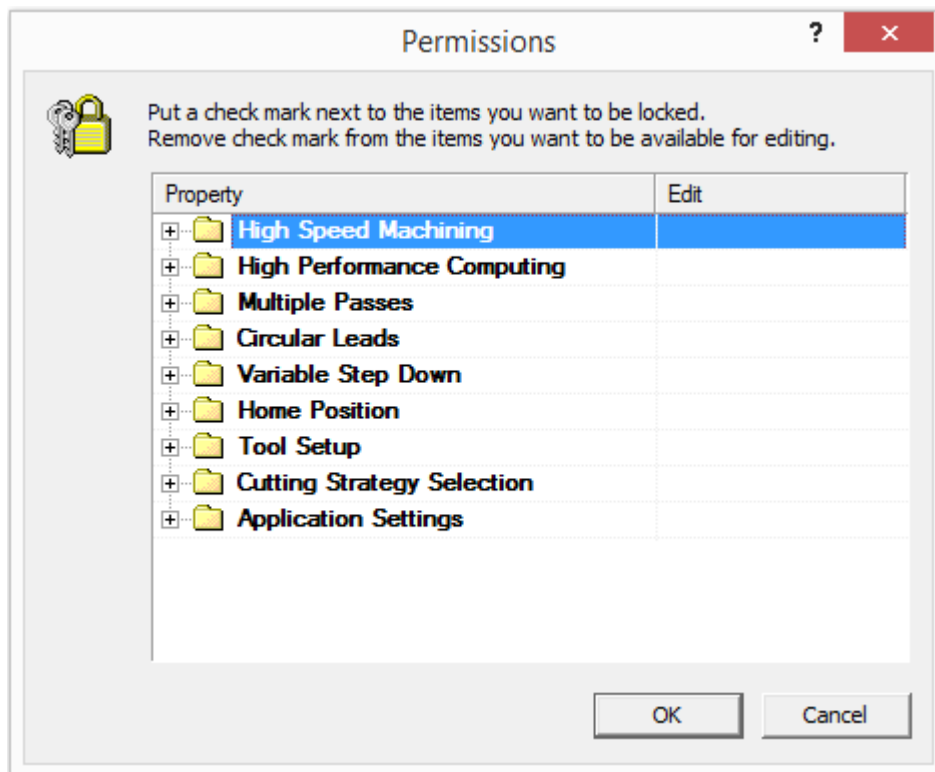 Permissions
?
Put a check mark next to the items you want to be locked.
Remove check mark from the items you want to be available for editing.
Property Edit
High Speed Machining
High Performance Computing
Multiple Passes
Circular Leads
Variable Step Down
Home Position
Tool Setup
Cutting Strategy Selection
Application Settings
OK Cancel